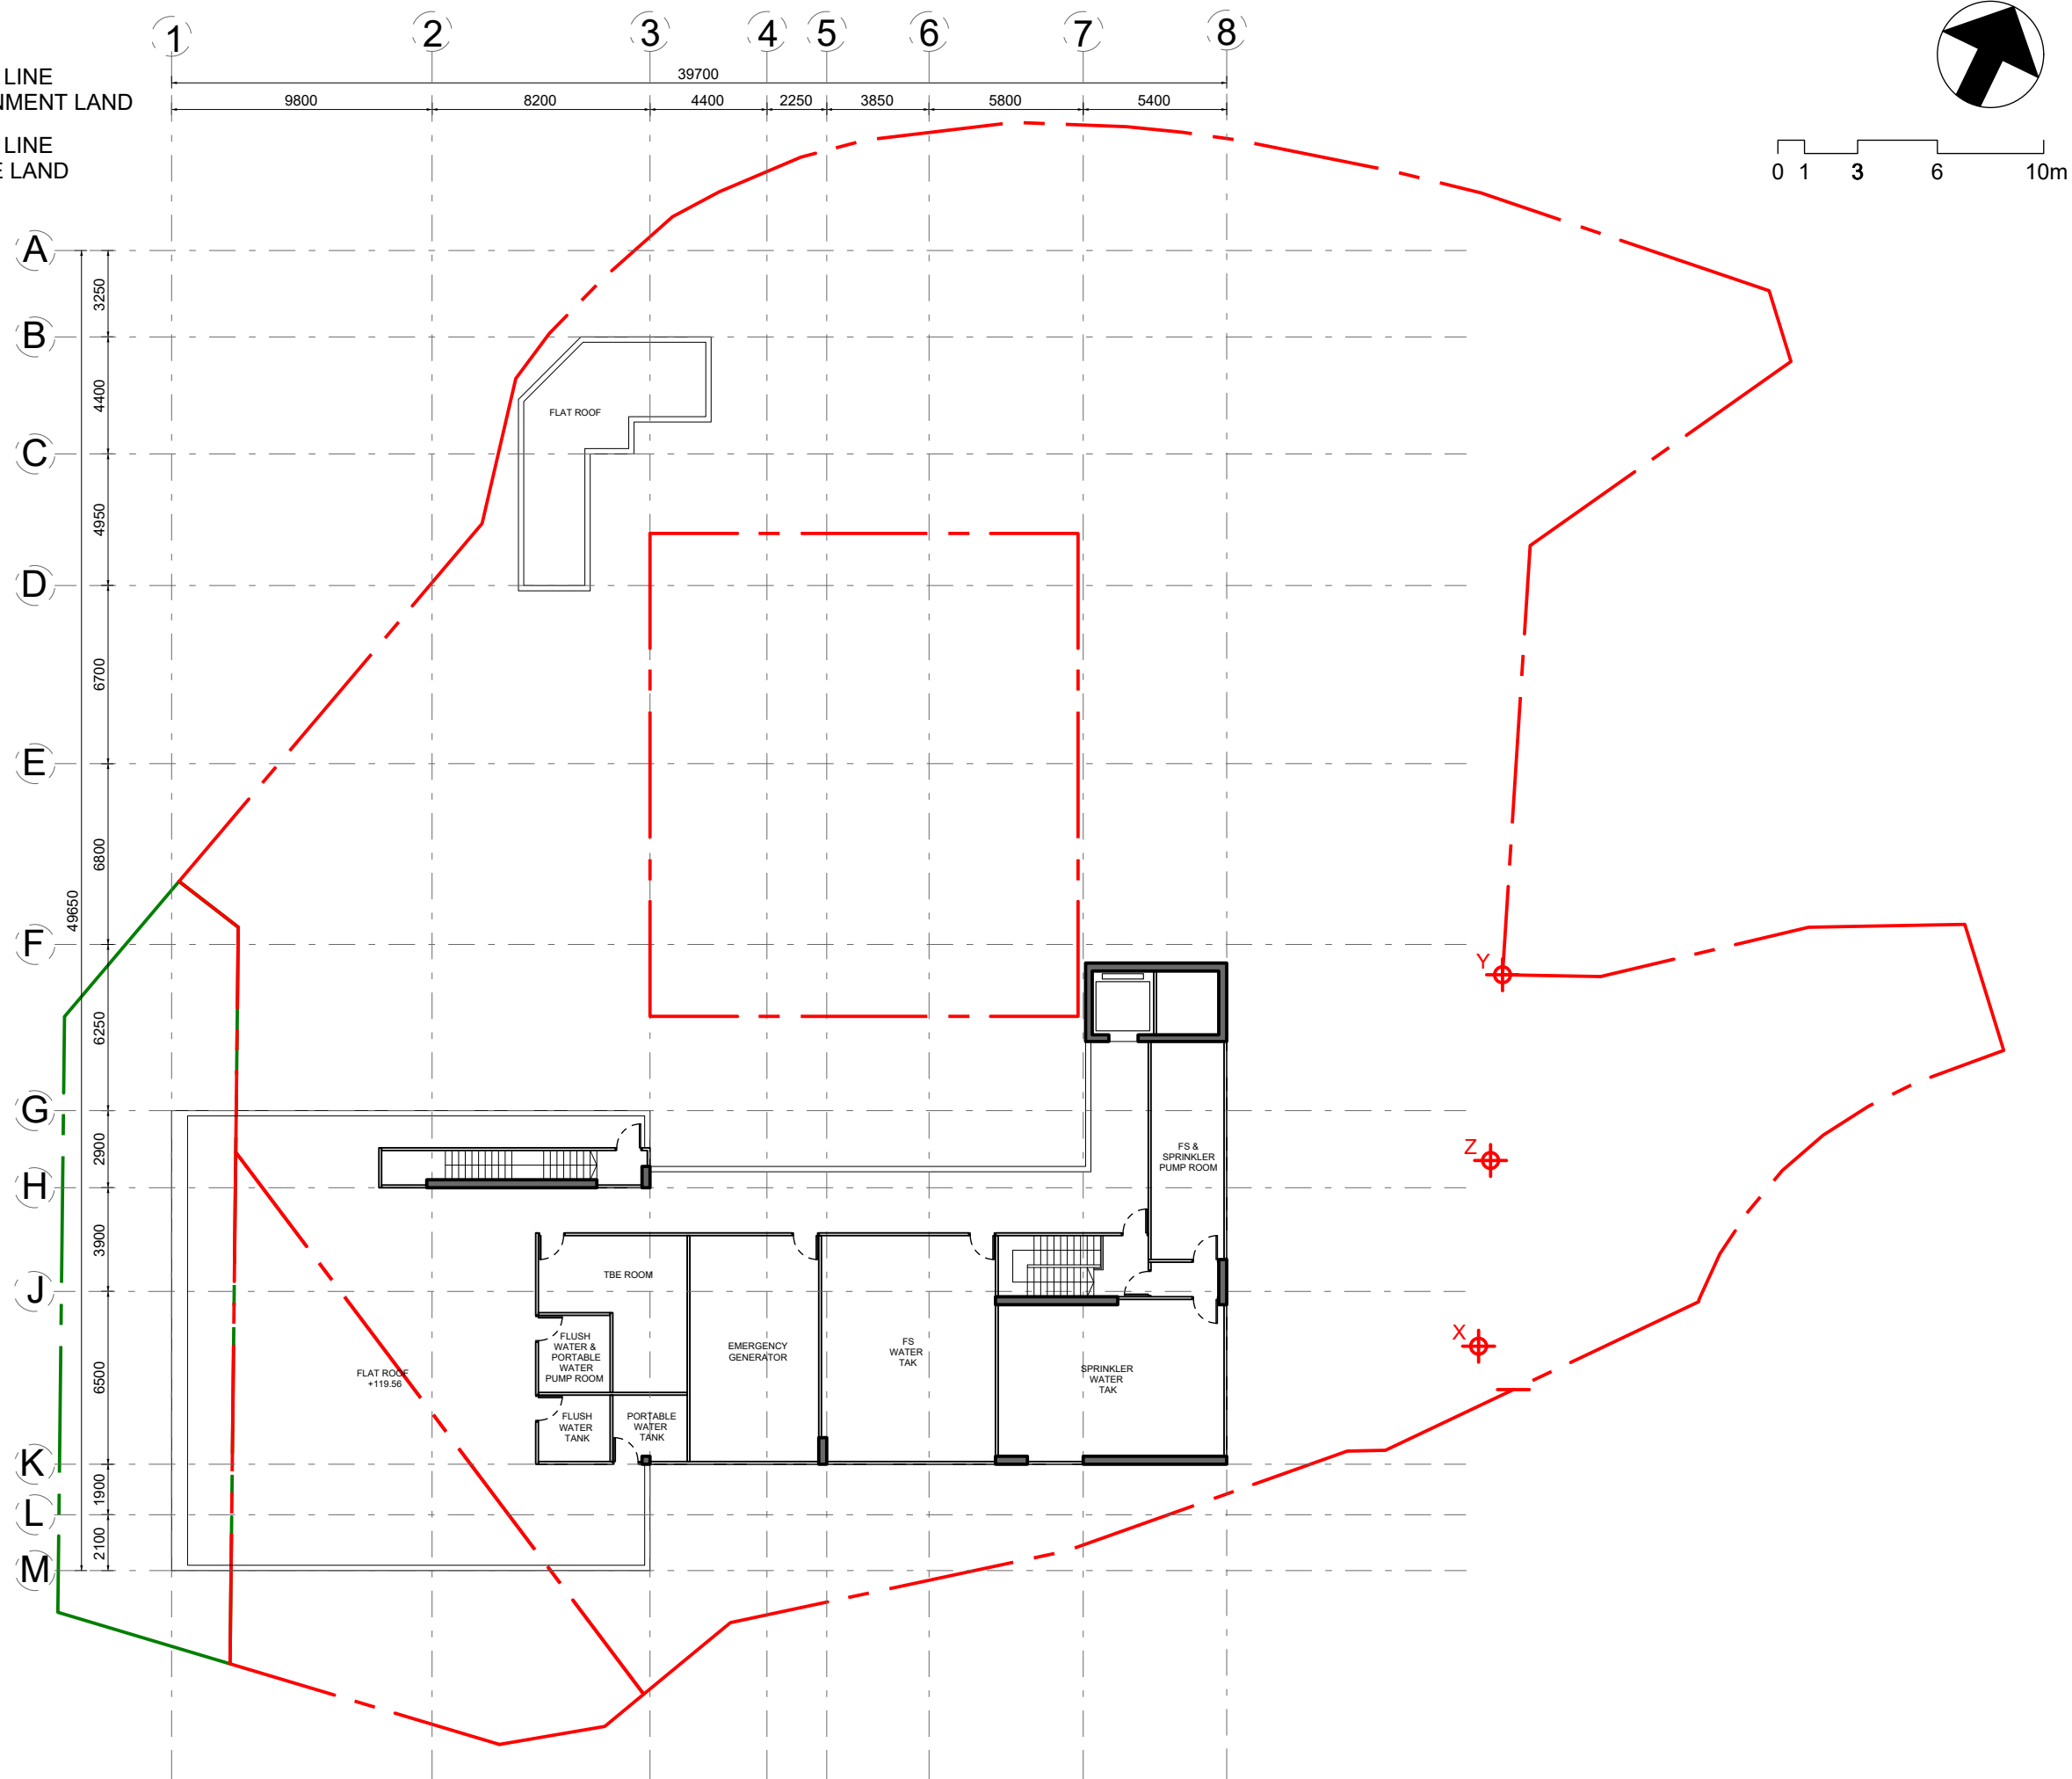 1 2 3 4 5 6 7 8
LINE
NMENT LAND
39700
9800 8200 4400 2250 3850 5800 5400
LINE
E LAND
0 1 3 6 10m
A
3250
B
4400
FLAT ROOF
C
4950
D
6700
E
6800
49650
F
Y
6250
G
2900
FS &
SPRINKLER
PUMP ROOM
Z
H
3900
TBE ROOM
J
6500
FLUSH
WATER &
PORTABLE
WATER
PUMP ROOM
EMERGENCY
GENERATOR
FS
WATER
TAK
SPRINKLER
WATER
TAK
X
FLAT ROOF
+119.56
FLUSH
WATER
TANK
PORTABLE
WATER
TANK
K
1900
L
2100
M